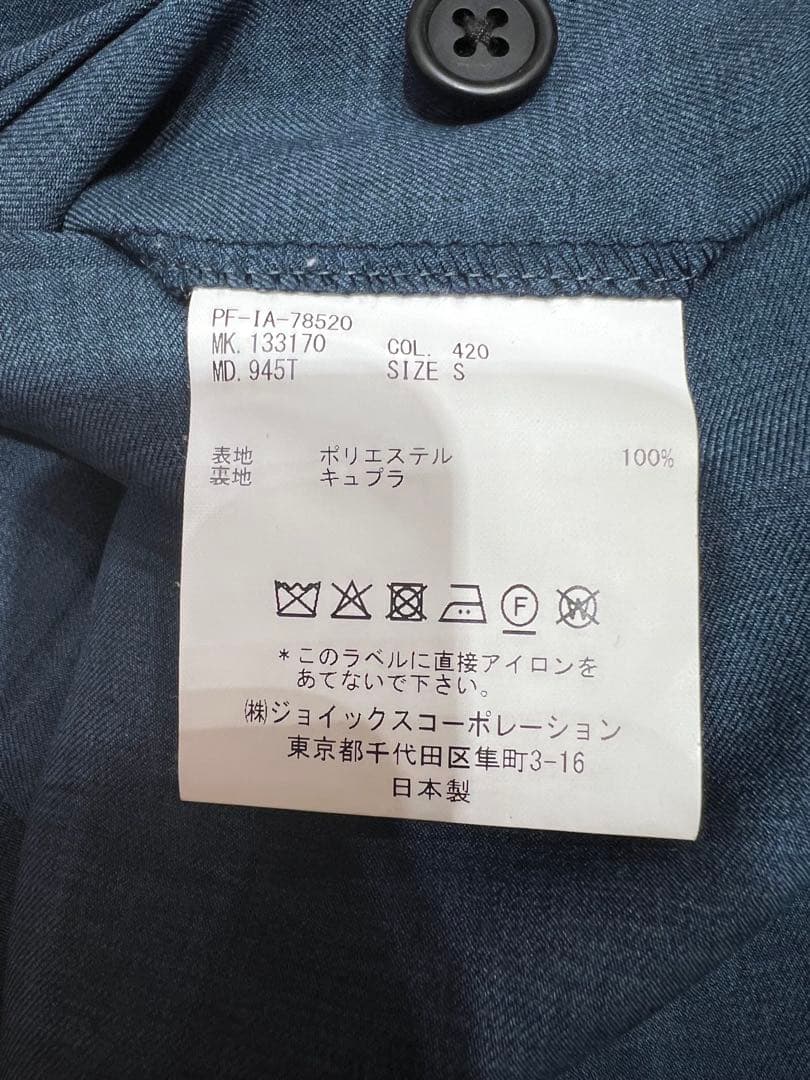 PF-IA-78520
MK. 133170 COL. 420
MD. 945T SIZE S
表地 ポリエステル 100%
裏地 キュプラ
F
W
*このラベルに直接アイロンを
あてないで下さい。
㈱ジョイックスコーポレーション
東京都千代田区隼町3-16
日本製